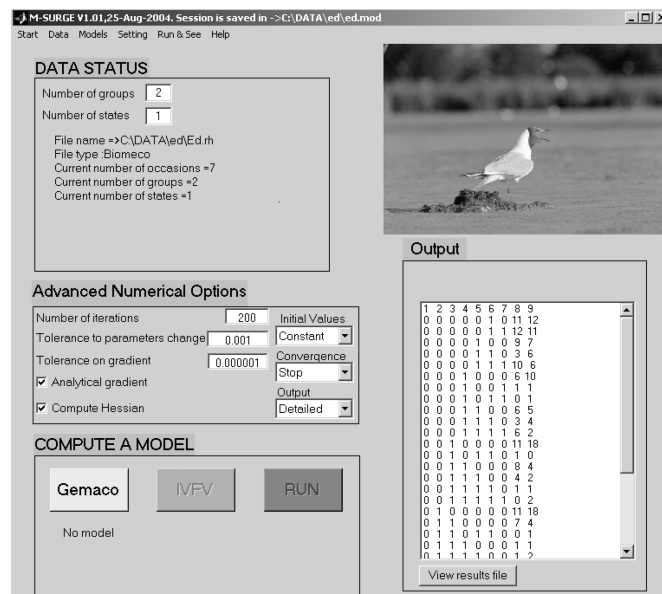 M-SURGE V1.01,25-Aug-2004. Session is saved in ->C:\DATA\ed\ed.mod
Start Data Models Setting Run & See Help
DATA STATUS
Number of groups 2
Number of states 1
File name =>C:\DATA\ed\Ed.rh
File type :Biomeco
Current number of occasions =7
Current number of groups =2
Current number of states =1
Advanced Numerical Options
Number of iterations 200
Tolerance to parameters change 0.001
Tolerance on gradient 0.000001
Analytical gradient
Compute Hessian
Initial Values
Constant
Convergence
Stop
Output
Detailed
COMPUTE A MODEL
Gemaco IVFV RUN
No model
Output
1 2 3 4 5 6 7 8 9
0 0 0 0 0 1 0 11 12
0 0 0 0 0 1 1 12 11
0 0 0 0 1 0 0 9 7
0 0 0 0 1 1 0 3 6
0 0 0 0 1 1 1 10 6
0 0 0 1 0 0 0 6 10
0 0 0 1 0 0 1 1 1
0 0 0 1 0 1 1 0 1
0 0 0 1 1 0 0 6 5
0 0 0 1 1 1 0 3 4
0 0 0 1 1 1 1 6 2
0 0 1 0 0 0 0 11 18
0 0 1 0 1 1 0 1 0
0 0 1 1 0 0 0 8 4
0 0 1 1 1 0 0 4 2
0 0 1 1 1 1 0 1 1
0 0 1 1 1 1 1 0 2
0 1 0 0 0 0 0 11 18
0 1 1 0 0 0 0 7 4
0 1 1 1 0 0 0 1 1
0 1 1 1 1 0 0 1 2
View results file